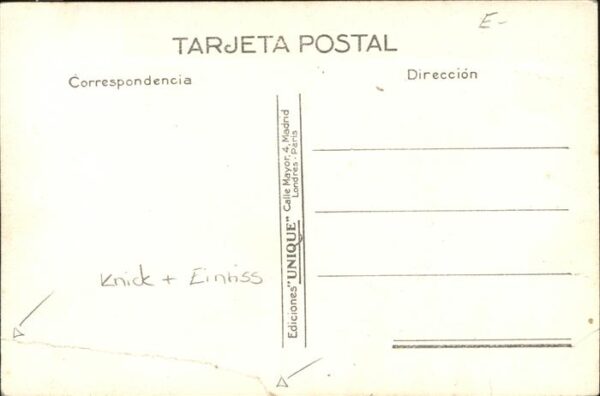 E-
TARJETA POSTAL
Correspondencia
Dirección
Ediciones "UNIQUE" Calle Mayor, 4, Madrid
Londres - París
Knick + Einriss